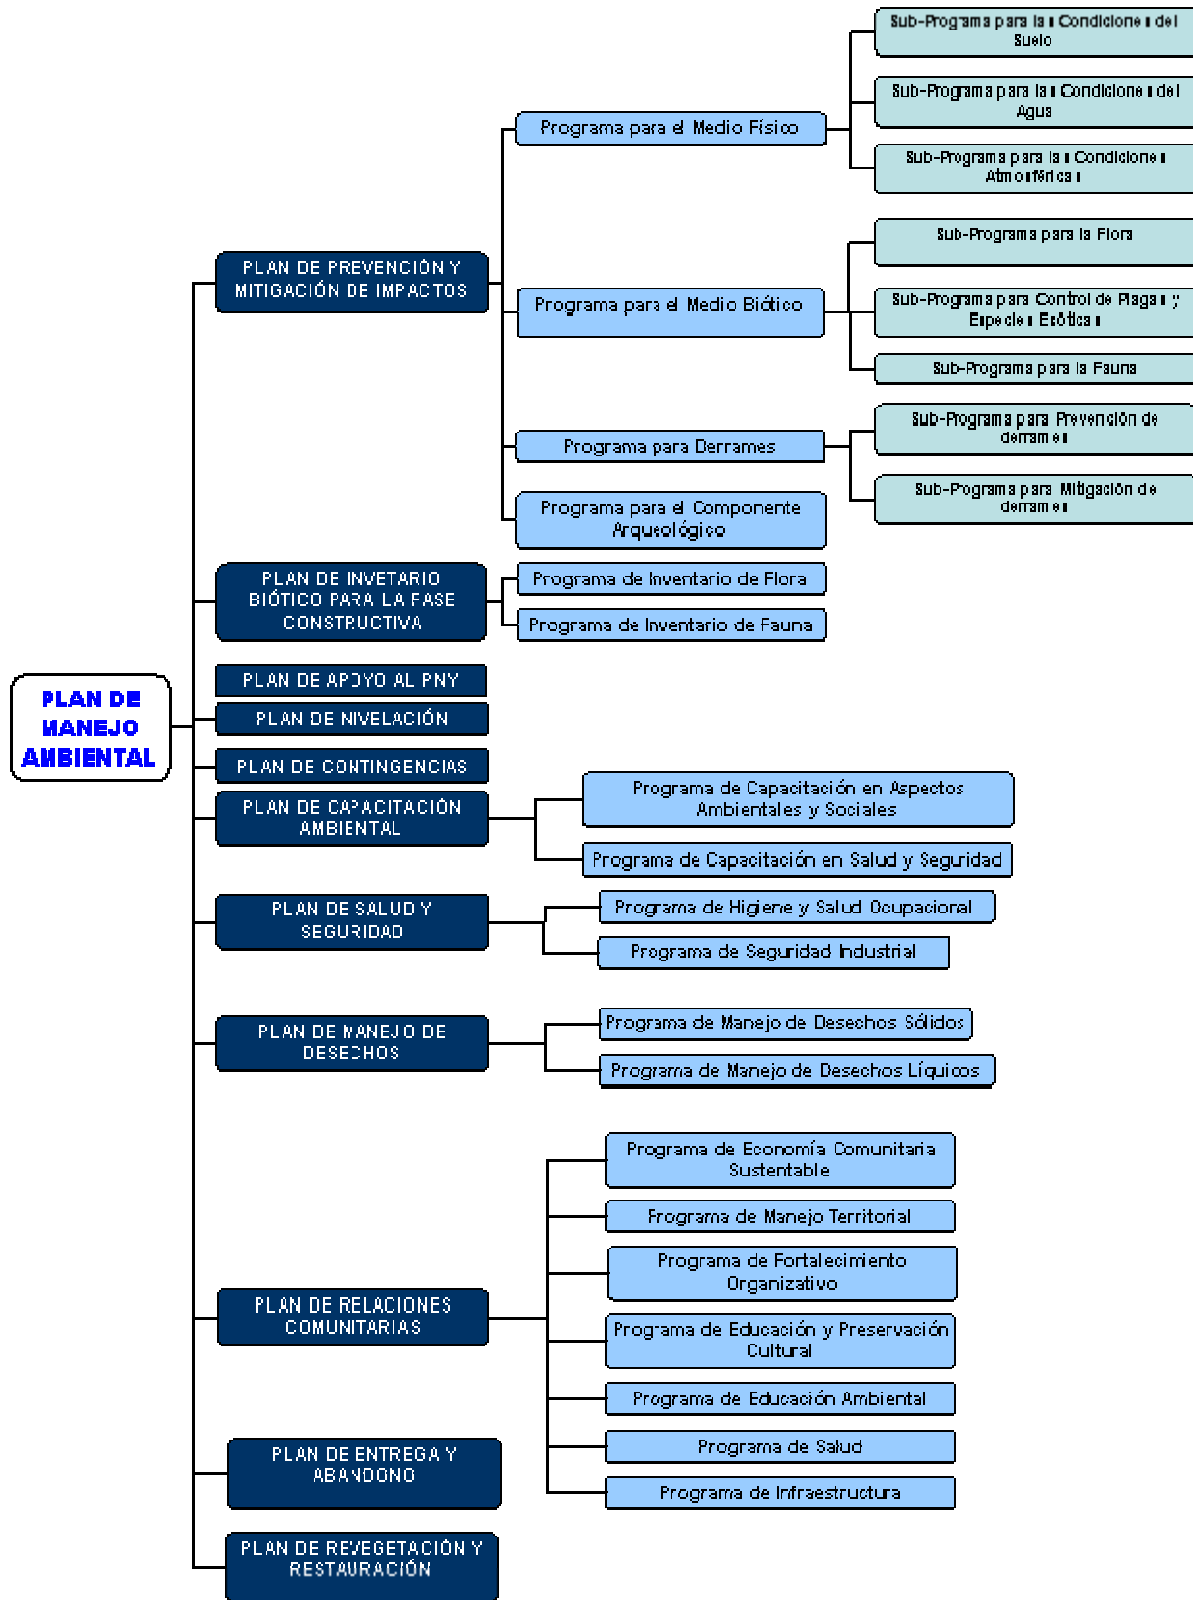 PLAN DE
MANEJO
AMBIENTAL
PLAN DE PREVENCIÓN Y
MITIGACIÓN DE IMPACTOS
Programa para el Medio Físico
Sub-Programa para las Condiciones del
Suelo
Sub-Programa para las Condiciones del
Agua
Sub-Programa para las Condiciones
Atmosféricas
Programa para el Medio Biótico
Sub-Programa para la Flora
Sub-Programa para Control de Plagas y
Especies Exóticas
Sub-Programa para la Fauna
Programa para Derrames
Sub-Programa para Prevención de
derrames
Sub-Programa para Mitigación de
derrames
Programa para el Componente
Arqueológico
PLAN DE INVETARIO
BIÓTICO PARA LA FASE
CONSTRUCTIVA
Programa de Inventario de Flora
Programa de Inventario de Fauna
PLAN DE APOYO AL PNY
PLAN DE NIVELACIÓN
PLAN DE CONTINGENCIAS
PLAN DE CAPACITACIÓN
AMBIENTAL
Programa de Capacitación en Aspectos
Ambientales y Sociales
Programa de Capacitación en Salud y Seguridad
PLAN DE SALUD Y
SEGURIDAD
Programa de Higiene y Salud Ocupacional
Programa de Seguridad Industrial
PLAN DE MANEJO DE
DESECHOS
Programa de Manejo de Desechos Sólidos
Programa de Manejo de Desechos Líquicos
PLAN DE RELACIONES
COMUNITARIAS
Programa de Economía Comunitaria
Sustentable
Programa de Manejo Territorial
Programa de Fortalecimiento
Organizativo
Programa de Educación y Preservación
Cultural
Programa de Educación Ambiental
Programa de Salud
Programa de Infraestructura
PLAN DE ENTREGA Y
ABANDONO
PLAN DE REVEGETACIÓN Y
RESTAURACIÓN